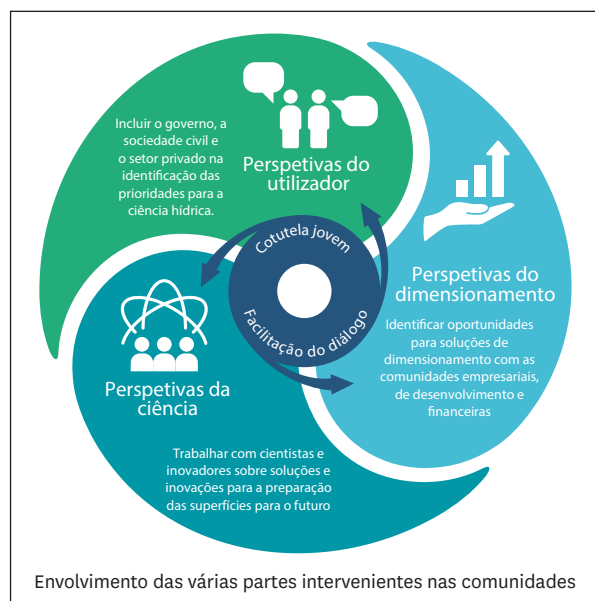 Incluir o governo, a
sociedade civil e
o setor privado na
identificação das
prioridades para a
ciência hídrica.
Perspetivas do
utilizador
Cotutela jovem
Facilitação do diálogo
Perspetivas do
dimensionamento
Identificar oportunidades
para soluções de
dimensionamento com as
comunidades empresariais,
de desenvolvimento e
financeiras
Perspetivas da
ciência
Trabalhar com cientistas e
inovadores sobre soluções e
inovações para a preparação
das superfícies para o futuro
Envolvimento das várias partes intervenientes nas comunidades